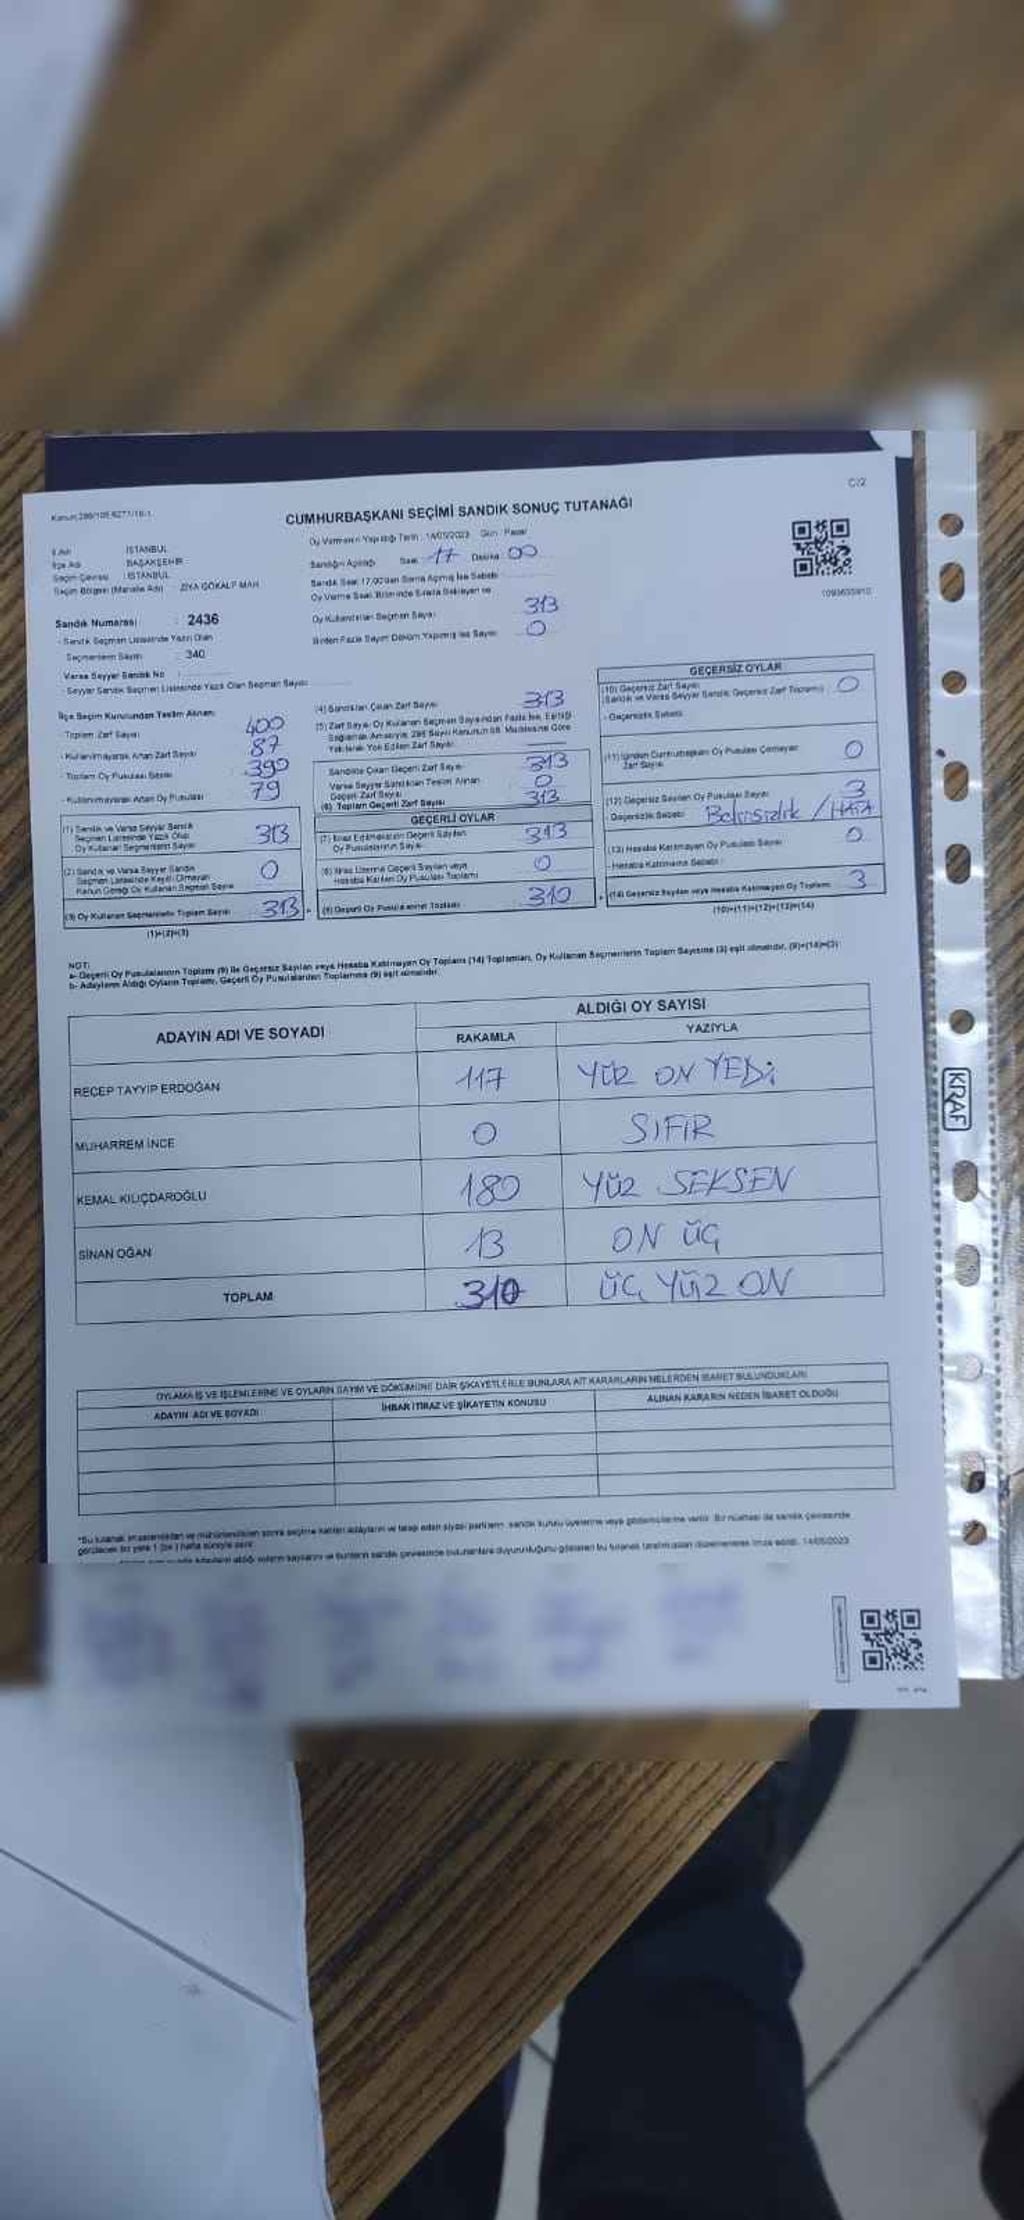 C/2
CUMHURBAŞKANI SEÇİMİ SANDIK SONUÇ TUTANAĞI
İl Adı : İSTANBUL
İlçe Adı : BAŞAKŞEHİR
Seçim Çevresi : İSTANBUL
Seçim Bölgesi (Mahalle Adı) : ZİYA GÖKALP MAH.
Sandık Numarası : 2436
- Sandık Seçmen Listesinde Yazılı Olan
Seçmenlerin Sayısı : 340
Varsa Seyyar Sandık No :
- Seyyar Sandık Seçmen Listesinde Yazılı Olan Seçmen Sayısı :
Oy Vermenin Yapıldığı Tarih : 14/05/2023 Gün : Pazar
Sandığın Açıldığı Saat : 17 Dakika 00
Sandık Saat 17.00'dan Sonra Açılmış İse Sebebi
Oy Verme Saati Bitiminde Sırada Bekleyen ve
Oy Kullandırılan Seçmen Sayısı 313
Birden Fazla Sayım Döküm Yapılmış İse Sayısı 0
İlçe Seçim Kurulundan Teslim Alınan;
- Toplam Zarf Sayısı 400
- Kullanılmayarak Artan Zarf Sayısı 87
- Toplam Oy Pusulası Sayısı 390
- Kullanılmayarak Artan Oy Pusulası 79
(1) Sandık ve Varsa Seyyar Sandık
Seçmen Listesinde Yazılı Olup
Oy Kullanan Seçmenlerin Sayısı 313
(2) Sandık ve Varsa Seyyar Sandık
Seçmen Listesinde Kayıtlı Olmayan
Kanun Gereği Oy Kullanan Seçmen Sayısı 0
(3) Oy Kullanan Seçmenlerin Toplam Sayısı 313
(1)+(2)=(3)
(4) Sandıktan Çıkan Zarf Sayısı 313
(5) Zarf Sayısı Oy Kullanan Seçmen Sayısından Fazla İse, Eşitliği
Sağlamak Amacıyla, 298 Sayılı Kanunun 98. Maddesine Göre
Yakılarak Yok Edilen Zarf Sayısı
Sandıkta Çıkan Geçerli Zarf Sayısı 313
Varsa Seyyar Sandıktan Teslim Alınan
Geçerli Zarf Sayısı 0
(6) Toplam Geçerli Zarf Sayısı 313
GEÇERLİ OYLAR
(7) İtiraz Edilmeksizin Geçerli Sayılan
Oy Pusulalarının Sayısı 313
(8) İtiraz Üzerine Geçerli Sayılan veya
Hesaba Katılan Oy Pusulası Toplamı 0
(9) Geçerli Oy Pusulalarının Toplamı 310
GEÇERSİZ OYLAR
(10) Geçersiz Zarf Sayısı
(Sandık ve Varsa Seyyar Sandık Geçersiz Zarf Toplamı) 0
- Geçersizlik Sebebi
(11) İçinden Cumhurbaşkanı Oy Pusulası Çıkmayan
Zarf Sayısı 0
(12) Geçersiz Sayılan Oy Pusulası Sayısı 3
- Geçersizlik Sebebi Belirsizlik / HATA
(13) Hesaba Katılmayan Oy Pusulası Sayısı 0
- Hesaba Katılmama Sebebi :
(14) Geçersiz Sayılan veya Hesaba Katılmayan Oy Toplamı 3
(10)+(11)+(12)+(13)=(14)
NOT:
a- Geçerli Oy Pusulalarının Toplamı (9) ile Geçersiz Sayılan veya Hesaba Katılmayan Oy Toplamı (14) Toplamları, Oy Kullanan Seçmenlerin Toplam Sayısına (3) eşit olmalıdır. (9)+(14)=(3)
b- Adayların Aldığı Oyların Toplamı, Geçerli Oy Pusulalarının Toplamına (9) eşit olmalıdır.
ADAYIN ADI VE SOYADI
ALDIĞI OY SAYISI
RAKAMLA YAZIYLA
RECEP TAYYİP ERDOĞAN 117 YÜZ ON YEDİ
MUHARREM İNCE 0 SIFIR
KEMAL KILIÇDAROĞLU 180 YÜZ SEKSEN
SİNAN OĞAN 13 ON ÜÇ
TOPLAM 310 ÜÇ YÜZ ON
OYLAMA İŞ VE İŞLEMLERİNE VE OYLARIN SAYIM VE DÖKÜMÜNE DAİR ŞİKAYETLERLE BUNLARA AİT KARARLARIN NELERDEN İBARET BULUNDUKLARI
ADAYIN ADI VE SOYADI İHBAR İTİRAZ VE ŞİKAYETİN KONUSU ALINAN KARARIN NEDEN İBARET OLDUĞU
KRAF